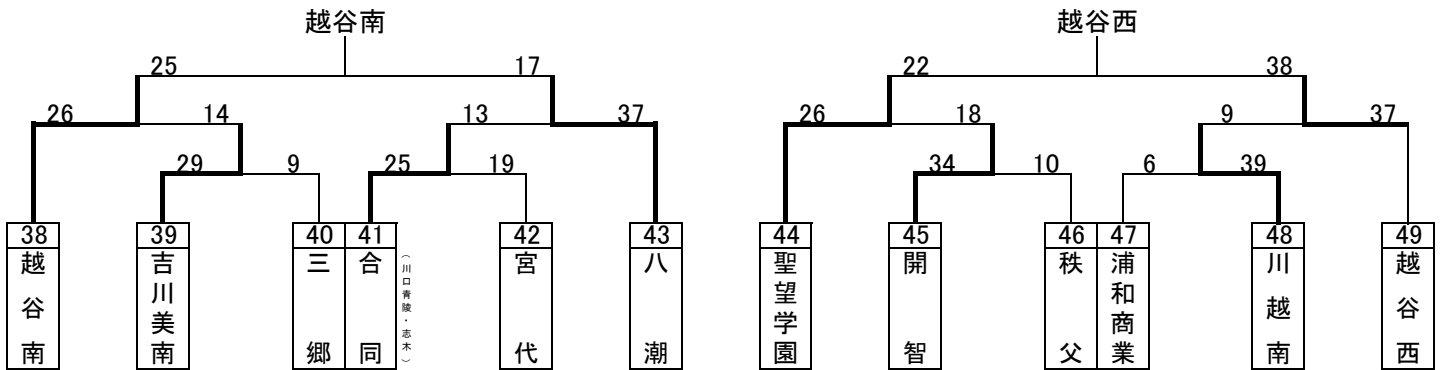 越谷南 越谷西
25 17 22 38
26 14 13 37 26 18 9 37
29 9 25 19 34 10 6 39
38 39 40 41 42 43 44 45 46 47 48 49
越谷南
吉川美南
三郷
合同
（川口青陵・志木）
宮代
八潮
聖望学園
開智
秩父
浦和商業
川越南
越谷西